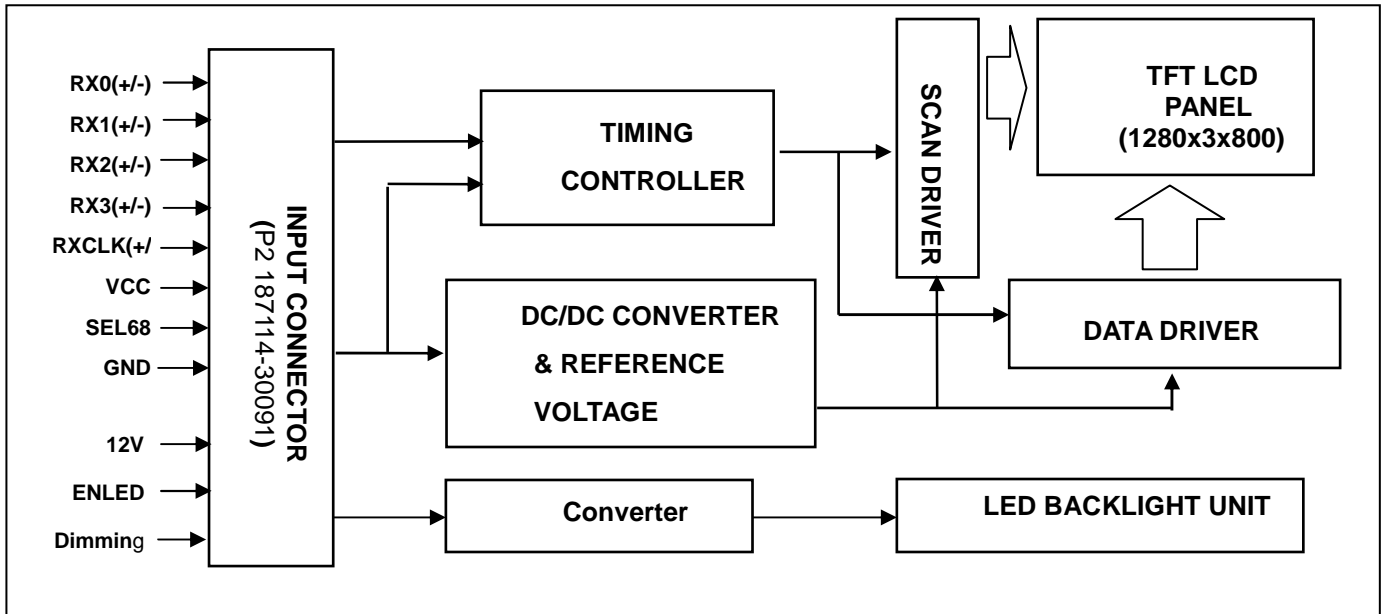 RX0(+/-)
RX1(+/-)
RX2(+/-)
RX3(+/-)
RXCLK(+/
VCC
SEL68
GND
12V
ENLED
Dimming
INPUT CONNECTOR
(P2 187114-30091)
TIMING
CONTROLLER
DC/DC CONVERTER
& REFERENCE
VOLTAGE
Converter
SCAN DRIVER
TFT LCD
PANEL
(1280x3x800)
DATA DRIVER
LED BACKLIGHT UNIT